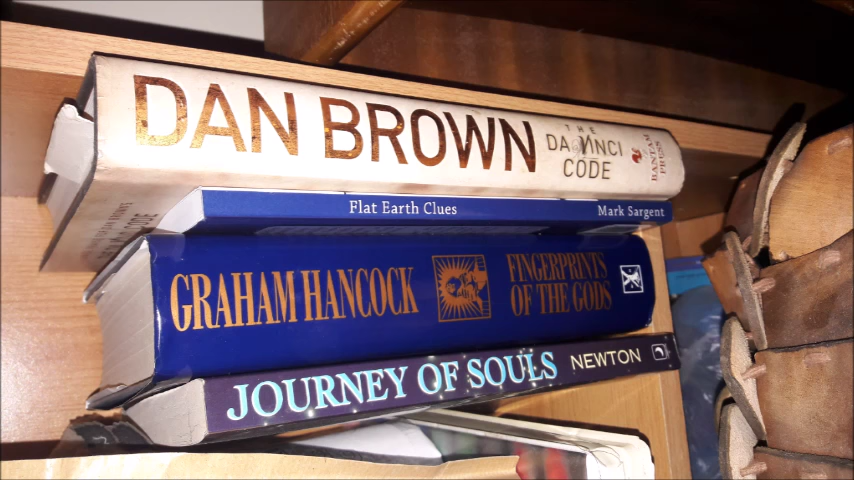 DAN BROWN
THE
DA VINCI
CODE
BANTAM
PRESS
Flat Earth Clues Mark Sargent
GRAHAM HANCOCK
FINGERPRINTS
OF THE GODS
JOURNEY OF SOULS NEWTON